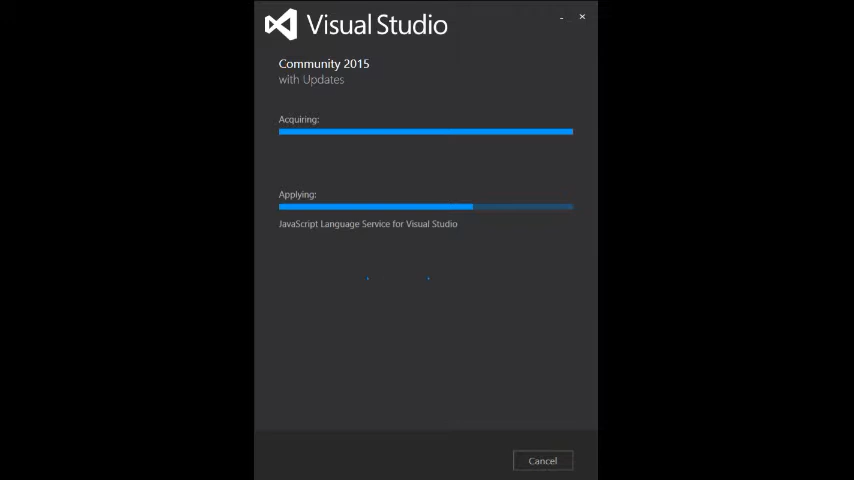 Visual Studio
Community 2015
with Updates
Acquiring:
Applying:
JavaScript Language Service for Visual Studio
Cancel